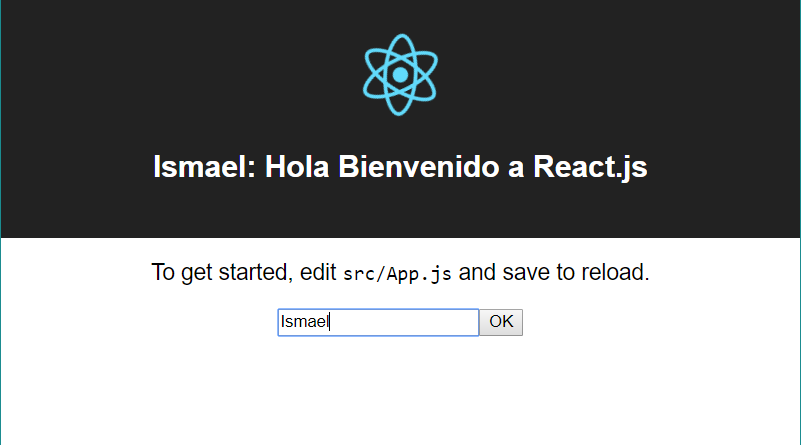 Ismael: Hola Bienvenido a React.js
To get started, edit src/App.js and save to reload.
Ismael OK